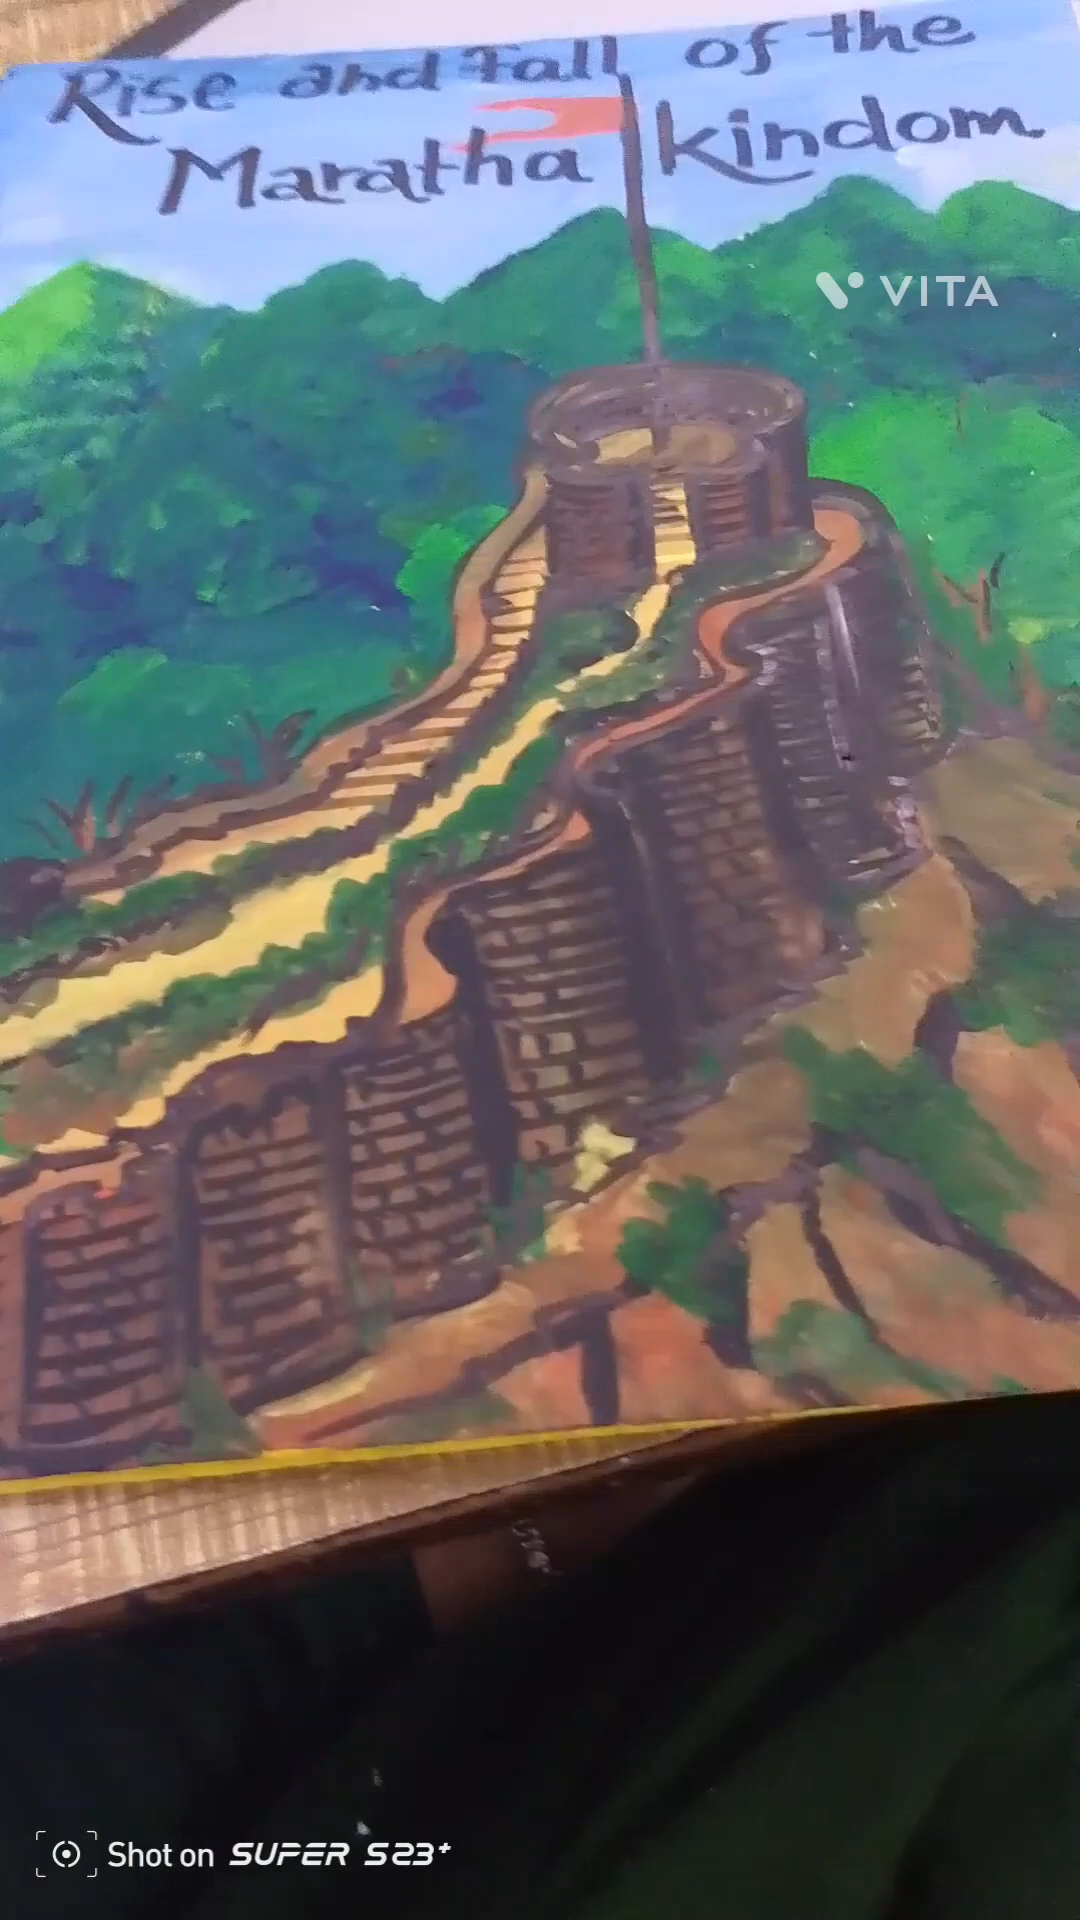 Rise and Fall of the
Maratha Kindom
VITA
Shot on SUPER S23+